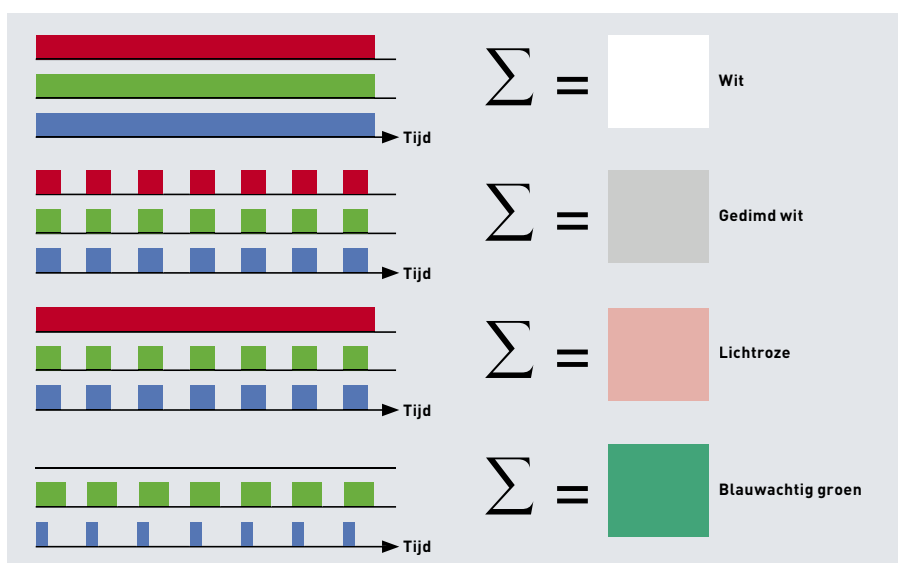 ∑ = Wit
Tijd
∑ = Gedimd wit
Tijd
∑ = Lichtroze
Tijd
∑ = Blauwachtig groen
Tijd